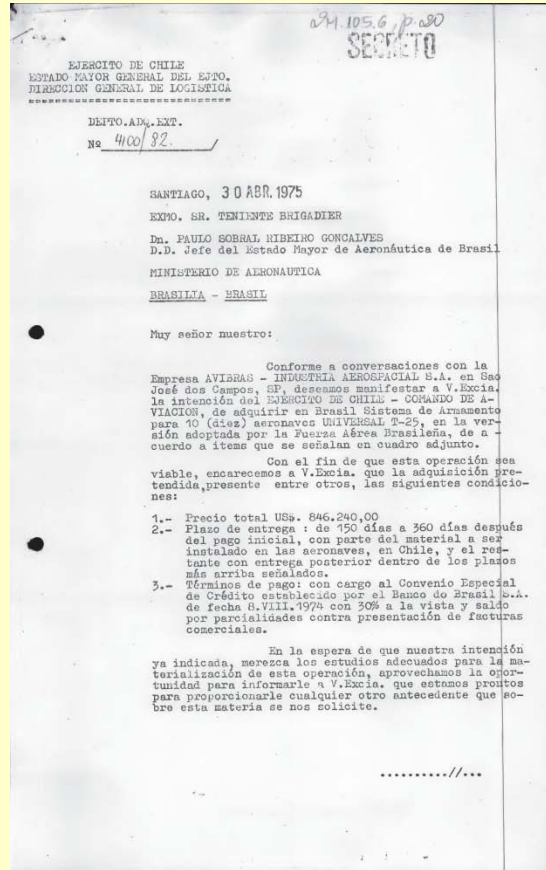 24.105.6, p.20
SECRETO
EJERCITO DE CHILE
ESTADO MAYOR GENERAL DEL EJTO.
DIRECCION GENERAL DE LOGISTICA
==============================
DEPTO.ADQ.EXT.
Nº 4100/82. /
SANTIAGO, 30 ABR. 1975
EXMO. SR. TENIENTE BRIGADIER
Dn. PAULO SOBRAL RIBEIRO GONCALVES
D.D. Jefe del Estado Mayor de Aeronáutica de Brasil
MINISTERIO DE AERONAUTICA
BRASILIA - BRASIL
Muy señor nuestro:
Conforme a conversaciones con la
Empresa AVIBRAS - INDUSTRIA AEROSPACIAL S.A. en Sao
José dos Campos, SP, deseamos manifestar a V.Excia.
la intención del EJERCITO DE CHILE - COMANDO DE A-
VIACION, de adquirir en Brasil Sistema de Armamento
para 10 (diez) aeronaves UNIVERSAL T-25, en la ver-
sión adoptada por la Fuerza Aérea Brasileña, de a -
cuerdo a items que se señalan en cuadro adjunto.
Con el fin de que esta operación sea
viable, encarecemos a V.Excia. que la adquisición pre-
tendida,presente entre otros, las siguientes condicio-
nes:
1.- Precio total US$. 846.240,00
2.- Plazo de entrega : de 150 días a 360 días después
del pago inicial, con parte del material a ser
instalado en las aeronaves, en Chile, y el res-
tante con entrega posterior dentro de los plazos
más arriba señalados.
3.- Términos de pago: con cargo al Convenio Especial
de Crédito establecido por el Banco do Brasil S.A.
de fecha 8.VIII.1974 con 30% a la vista y saldo
por parcialidades contra presentación de facturas
comerciales.
En la espera de que nuestra intención
ya indicada, merezca los estudios adecuados para la ma-
terialización de esta operación, aprovechamos la opor-
tunidad para informarle a V.Excia. que estamos prontos
para proporcionarle cualquier otro antecedente que so-
bre esta materia se nos solicite.
..........//...